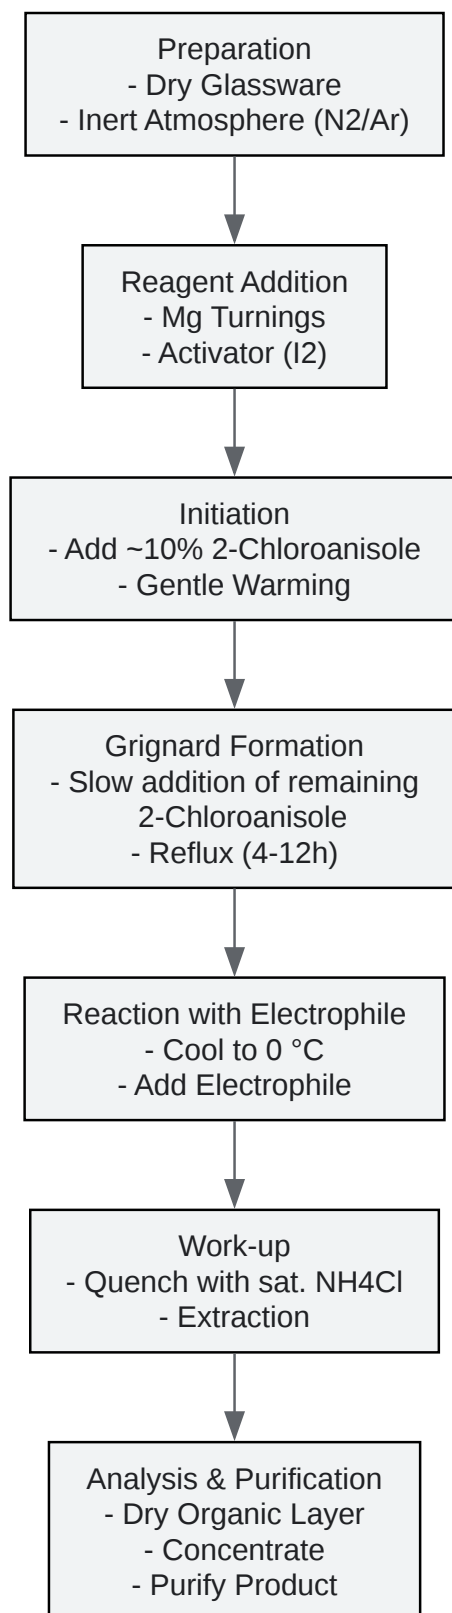 Preparation
- Dry Glassware
- Inert Atmosphere (N2/Ar)
Reagent Addition
- Mg Turnings
- Activator (I2)
Initiation
- Add ~10% 2-Chloroanisole
- Gentle Warming
Grignard Formation
- Slow addition of remaining
2-Chloroanisole
- Reflux (4-12h)
Reaction with Electrophile
- Cool to 0 °C
- Add Electrophile
Work-up
- Quench with sat. NH4Cl
- Extraction
Analysis & Purification
- Dry Organic Layer
- Concentrate
- Purify Product